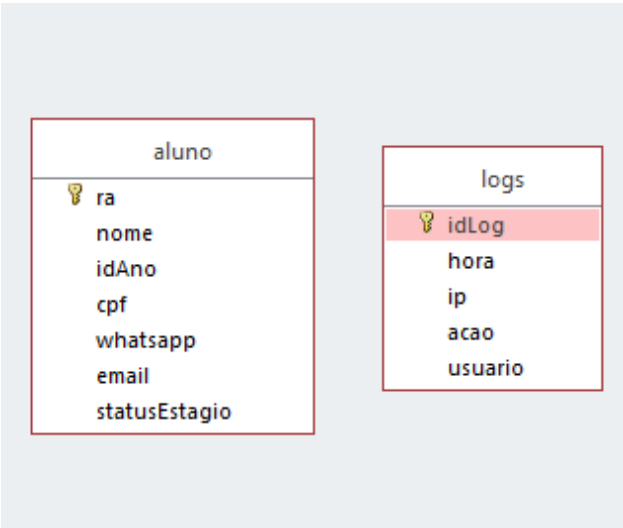 aluno
ra
nome
idAno
cpf
whatsapp
email
statusEstagio
logs
idLog
hora
ip
acao
usuario